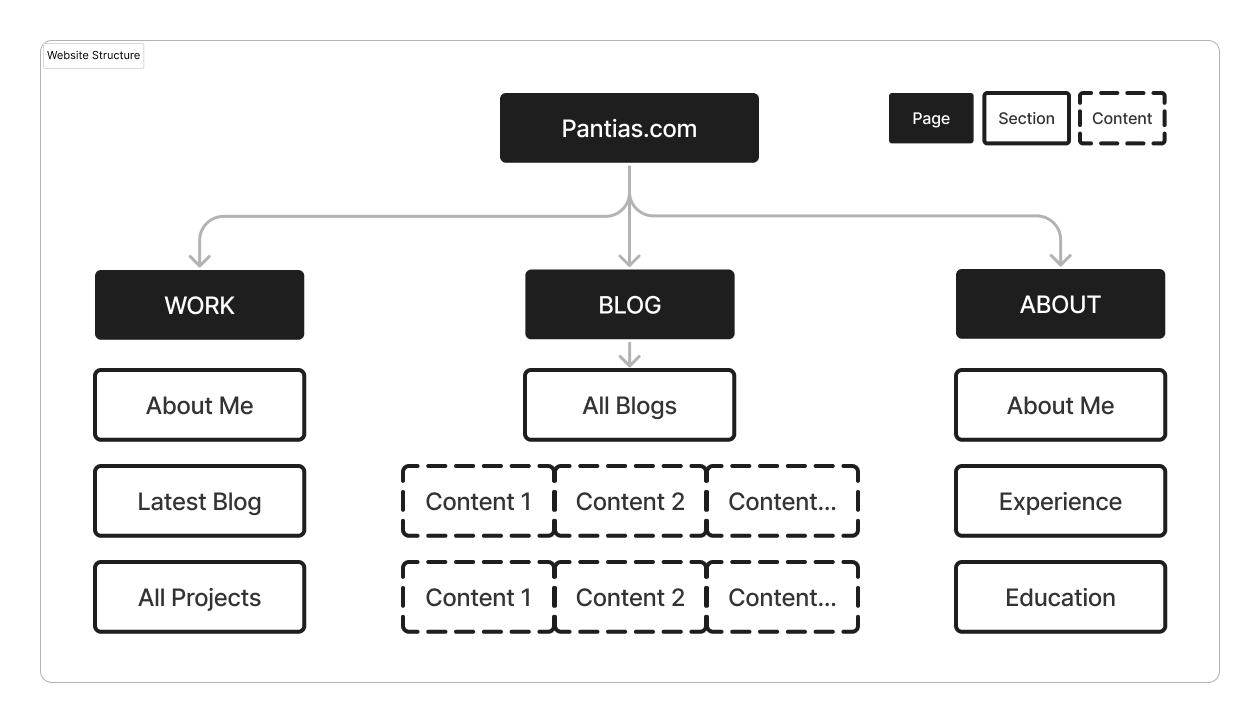 Website Structure
Pantias.com
Page
Section
Content
WORK
BLOG
ABOUT
About Me
All Blogs
About Me
Latest Blog
Content 1
Content 2
Content...
Experience
All Projects
Content 1
Content 2
Content...
Education